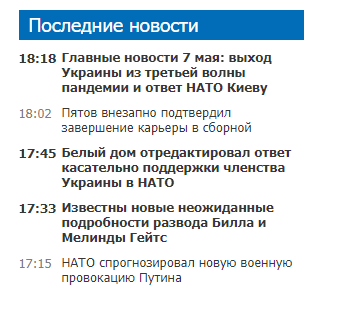 Последние новости
18:18 Главные новости 7 мая: выход
Украины из третьей волны
пандемии и ответ НАТО Киеву
18:02 Пятов внезапно подтвердил
завершение карьеры в сборной
17:45 Белый дом отредактировал ответ
касательно поддержки членства
Украины в НАТО
17:33 Известны новые неожиданные
подробности развода Билла и
Мелинды Гейтс
17:15 НАТО спрогнозировал новую военную
провокацию Путина